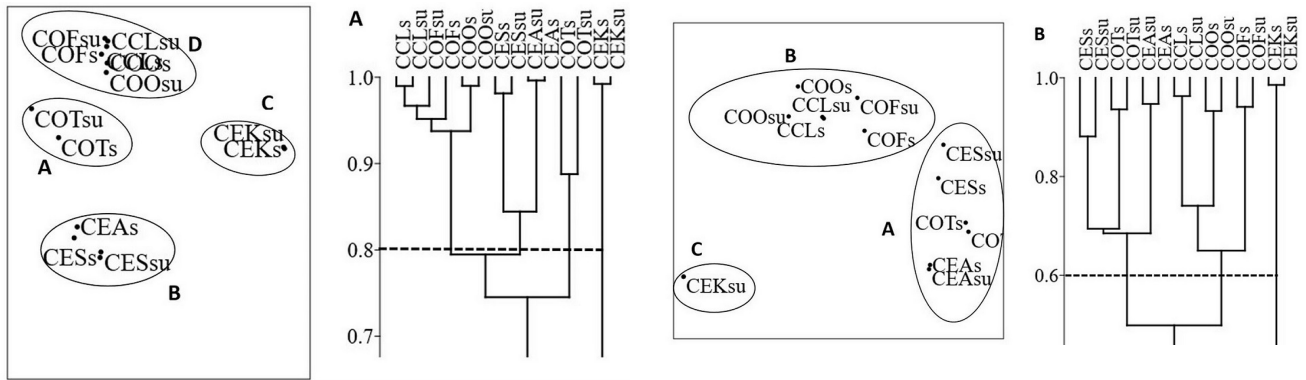 COFsu
CCLsu
D
COFs
CCLs
COOsu
C
COTsu
COTs
A
CEKsu
CEKs
CEAs
CESs
CESsu
B
A
CCLs
CCLsu
COFsu
COFs
COOs
COOsu
CESs
CESsu
CEAsu
CEAs
COTs
COTsu
CEKs
CEKsu
1.0
0.9
0.8
0.7
B
COOs
CCLsu
COFsu
COOsu
CCLs
COFs
CESsu
CESs
A
COTs
CEAs
CEAsu
C
CEKsu
B
CESs
CESsu
COTs
COTsu
CEAsu
CEAs
CCLs
CCLsu
COOs
COOsu
COFs
COFsu
CEKs
CEKsu
1.0
0.8
0.6